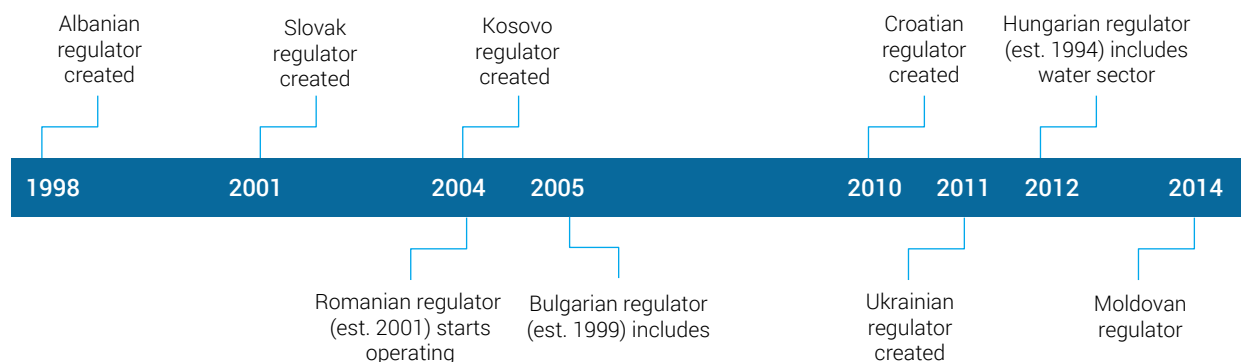 Albanian
regulator
created
Slovak
regulator
created
Kosovo
regulator
created
Croatian
regulator
created
Hungarian regulator
(est. 1994) includes
water sector
1998
2001
2004
2005
2010
2011
2012
2014
Romanian regulator
(est. 2001) starts
operating
Bulgarian regulator
(est. 1999) includes
Ukrainian
regulator
created
Moldovan
regulator